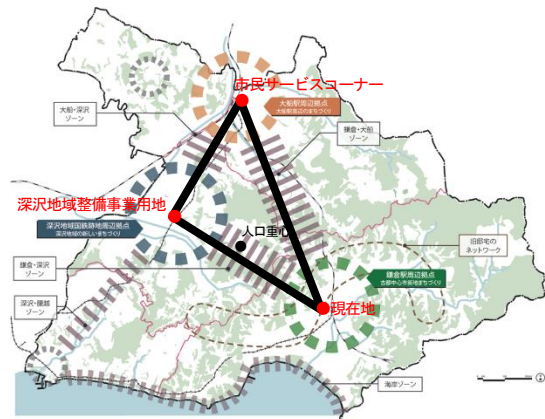 市民サービスコーナー
大船駅周辺拠点
大船駅周辺のまちづくり
大船・深沢
ゾーン
鎌倉・大船
ゾーン
深沢地域整備事業用地
深沢地域国鉄跡地周辺拠点
深沢地域の新しいまちづくり
人口重心
旧邸宅の
ネットワーク
鎌倉・深沢
ゾーン
鎌倉駅周辺拠点
古都中心市街地まちづくり
深沢・腰越
ゾーン
現在地
海岸ゾーン